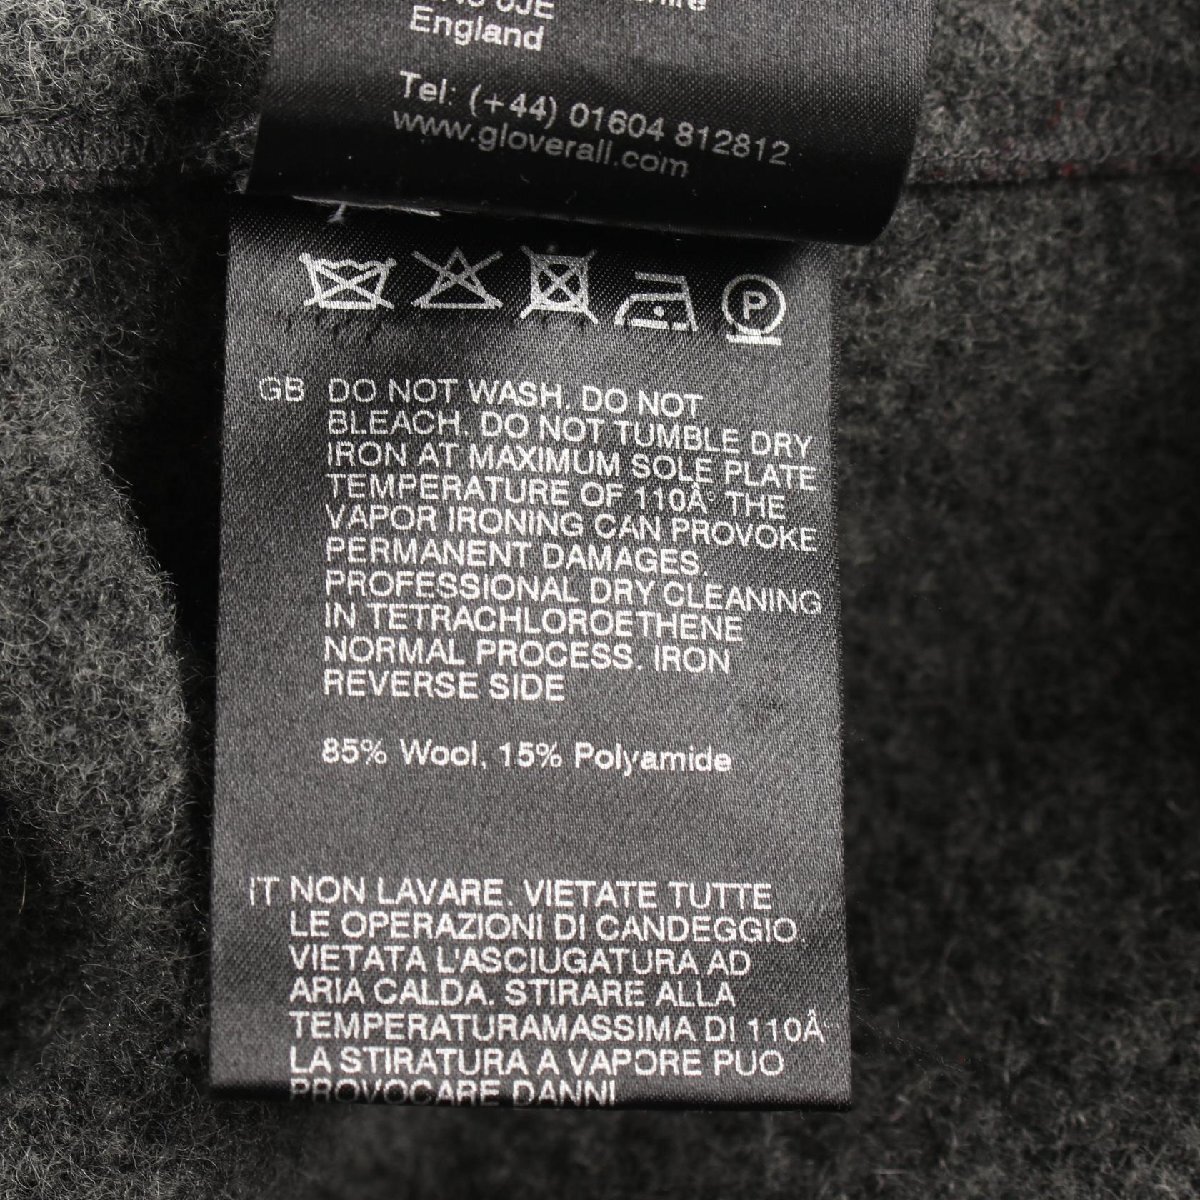 England
Tel: (+44) 01604 812812
www.gloverall.com
P
GB DO NOT WASH. DO NOT
BLEACH. DO NOT TUMBLE DRY
IRON AT MAXIMUM SOLE PLATE
TEMPERATURE OF 110Â° THE
VAPOR IRONING CAN PROVOKE
PERMANENT DAMAGES.
PROFESSIONAL DRY CLEANING
IN TETRACHLOROETHENE
NORMAL PROCESS. IRON
REVERSE SIDE
85% Wool, 15% Polyamide
IT NON LAVARE. VIETATE TUTTE
LE OPERAZIONI DI CANDEGGIO.
VIETATA L'ASCIUGATURA AD
ARIA CALDA. STIRARE ALLA
TEMPERATURAMASSIMA DI 110Â°
LA STIRATURA A VAPORE PUO
PROVOCARE DANNI